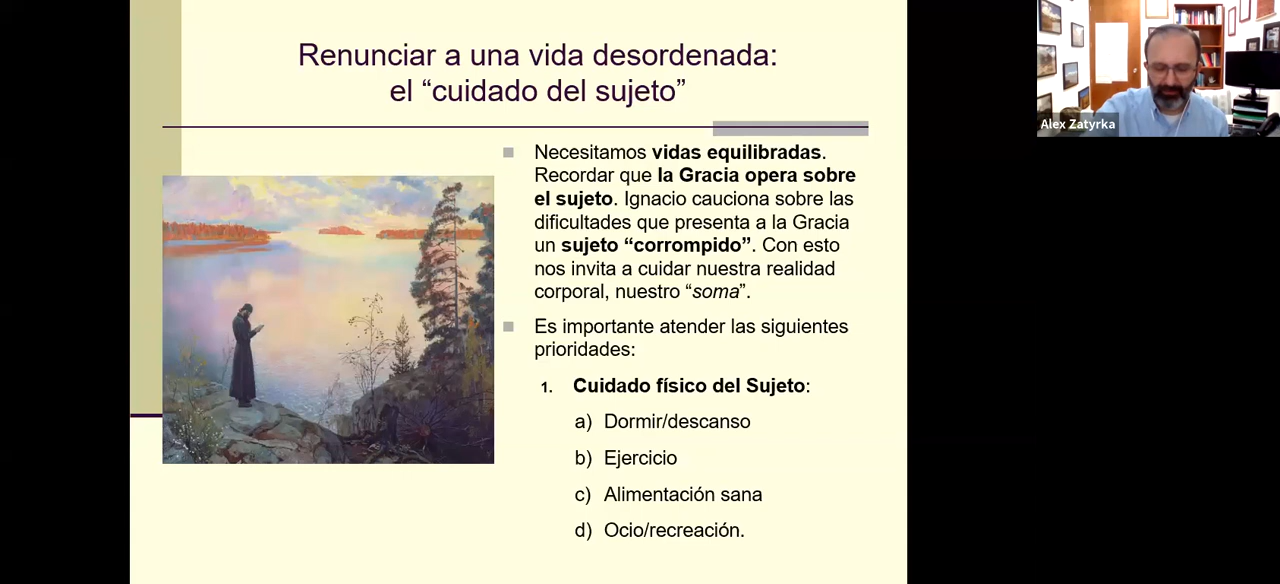 Renunciar a una vida desordenada:
el “cuidado del sujeto”
Alex Zatyrka
Necesitamos vidas equilibradas.
Recordar que la Gracia opera sobre
el sujeto. Ignacio cauciona sobre las
dificultades que presenta a la Gracia
un sujeto “corrompido”. Con esto
nos invita a cuidar nuestra realidad
corporal, nuestro “soma”.
Es importante atender las siguientes
prioridades:
1. Cuidado físico del Sujeto:
a) Dormir/descanso
b) Ejercicio
c) Alimentación sana
d) Ocio/recreación.